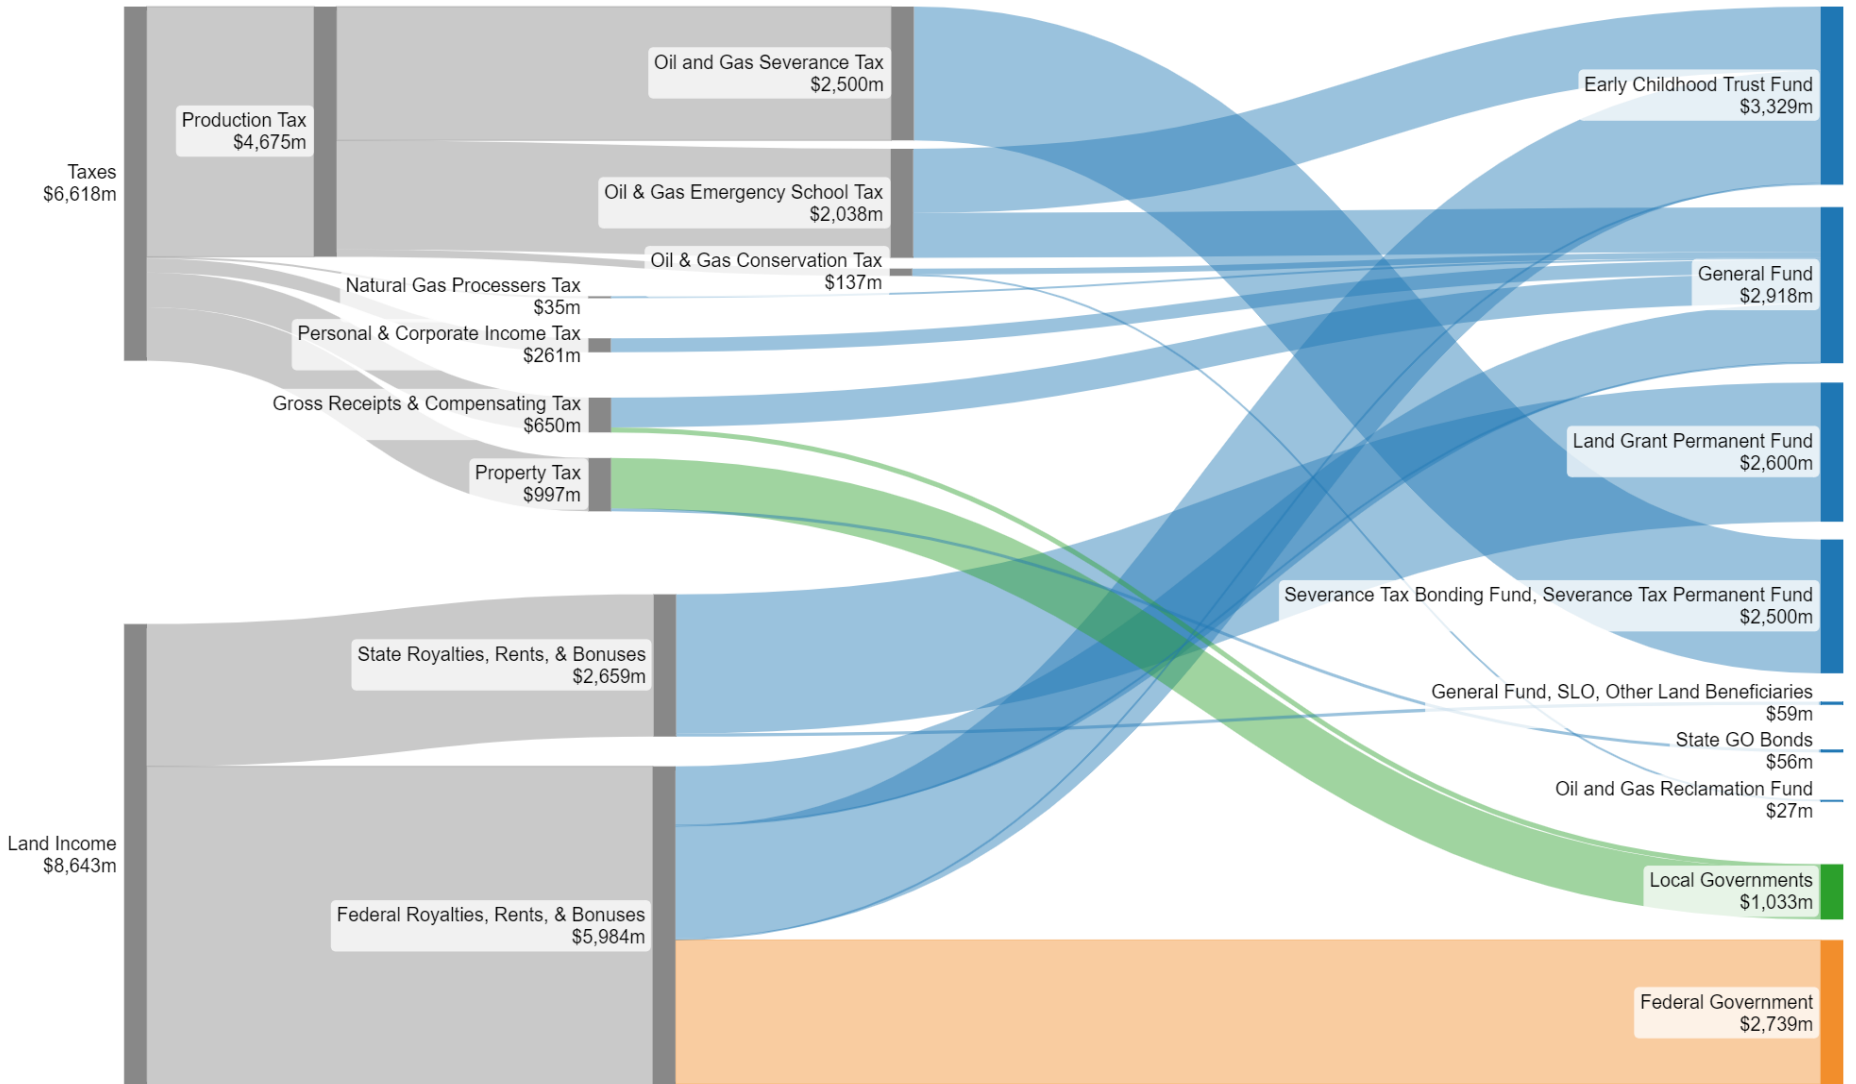 Taxes
$6,618m
Production Tax
$4,675m
Oil and Gas Severance Tax
$2,500m
Oil & Gas Emergency School Tax
$2,038m
Oil & Gas Conservation Tax
$137m
Natural Gas Processers Tax
$35m
Personal & Corporate Income Tax
$261m
Gross Receipts & Compensating Tax
$650m
Property Tax
$997m
Land Income
$8,643m
State Royalties, Rents, & Bonuses
$2,659m
Federal Royalties, Rents, & Bonuses
$5,984m
Early Childhood Trust Fund
$3,329m
General Fund
$2,918m
Land Grant Permanent Fund
$2,600m
Severance Tax Bonding Fund, Severance Tax Permanent Fund
$2,500m
General Fund, SLO, Other Land Beneficiaries
$59m
State GO Bonds
$56m
Oil and Gas Reclamation Fund
$27m
Local Governments
$1,033m
Federal Government
$2,739m